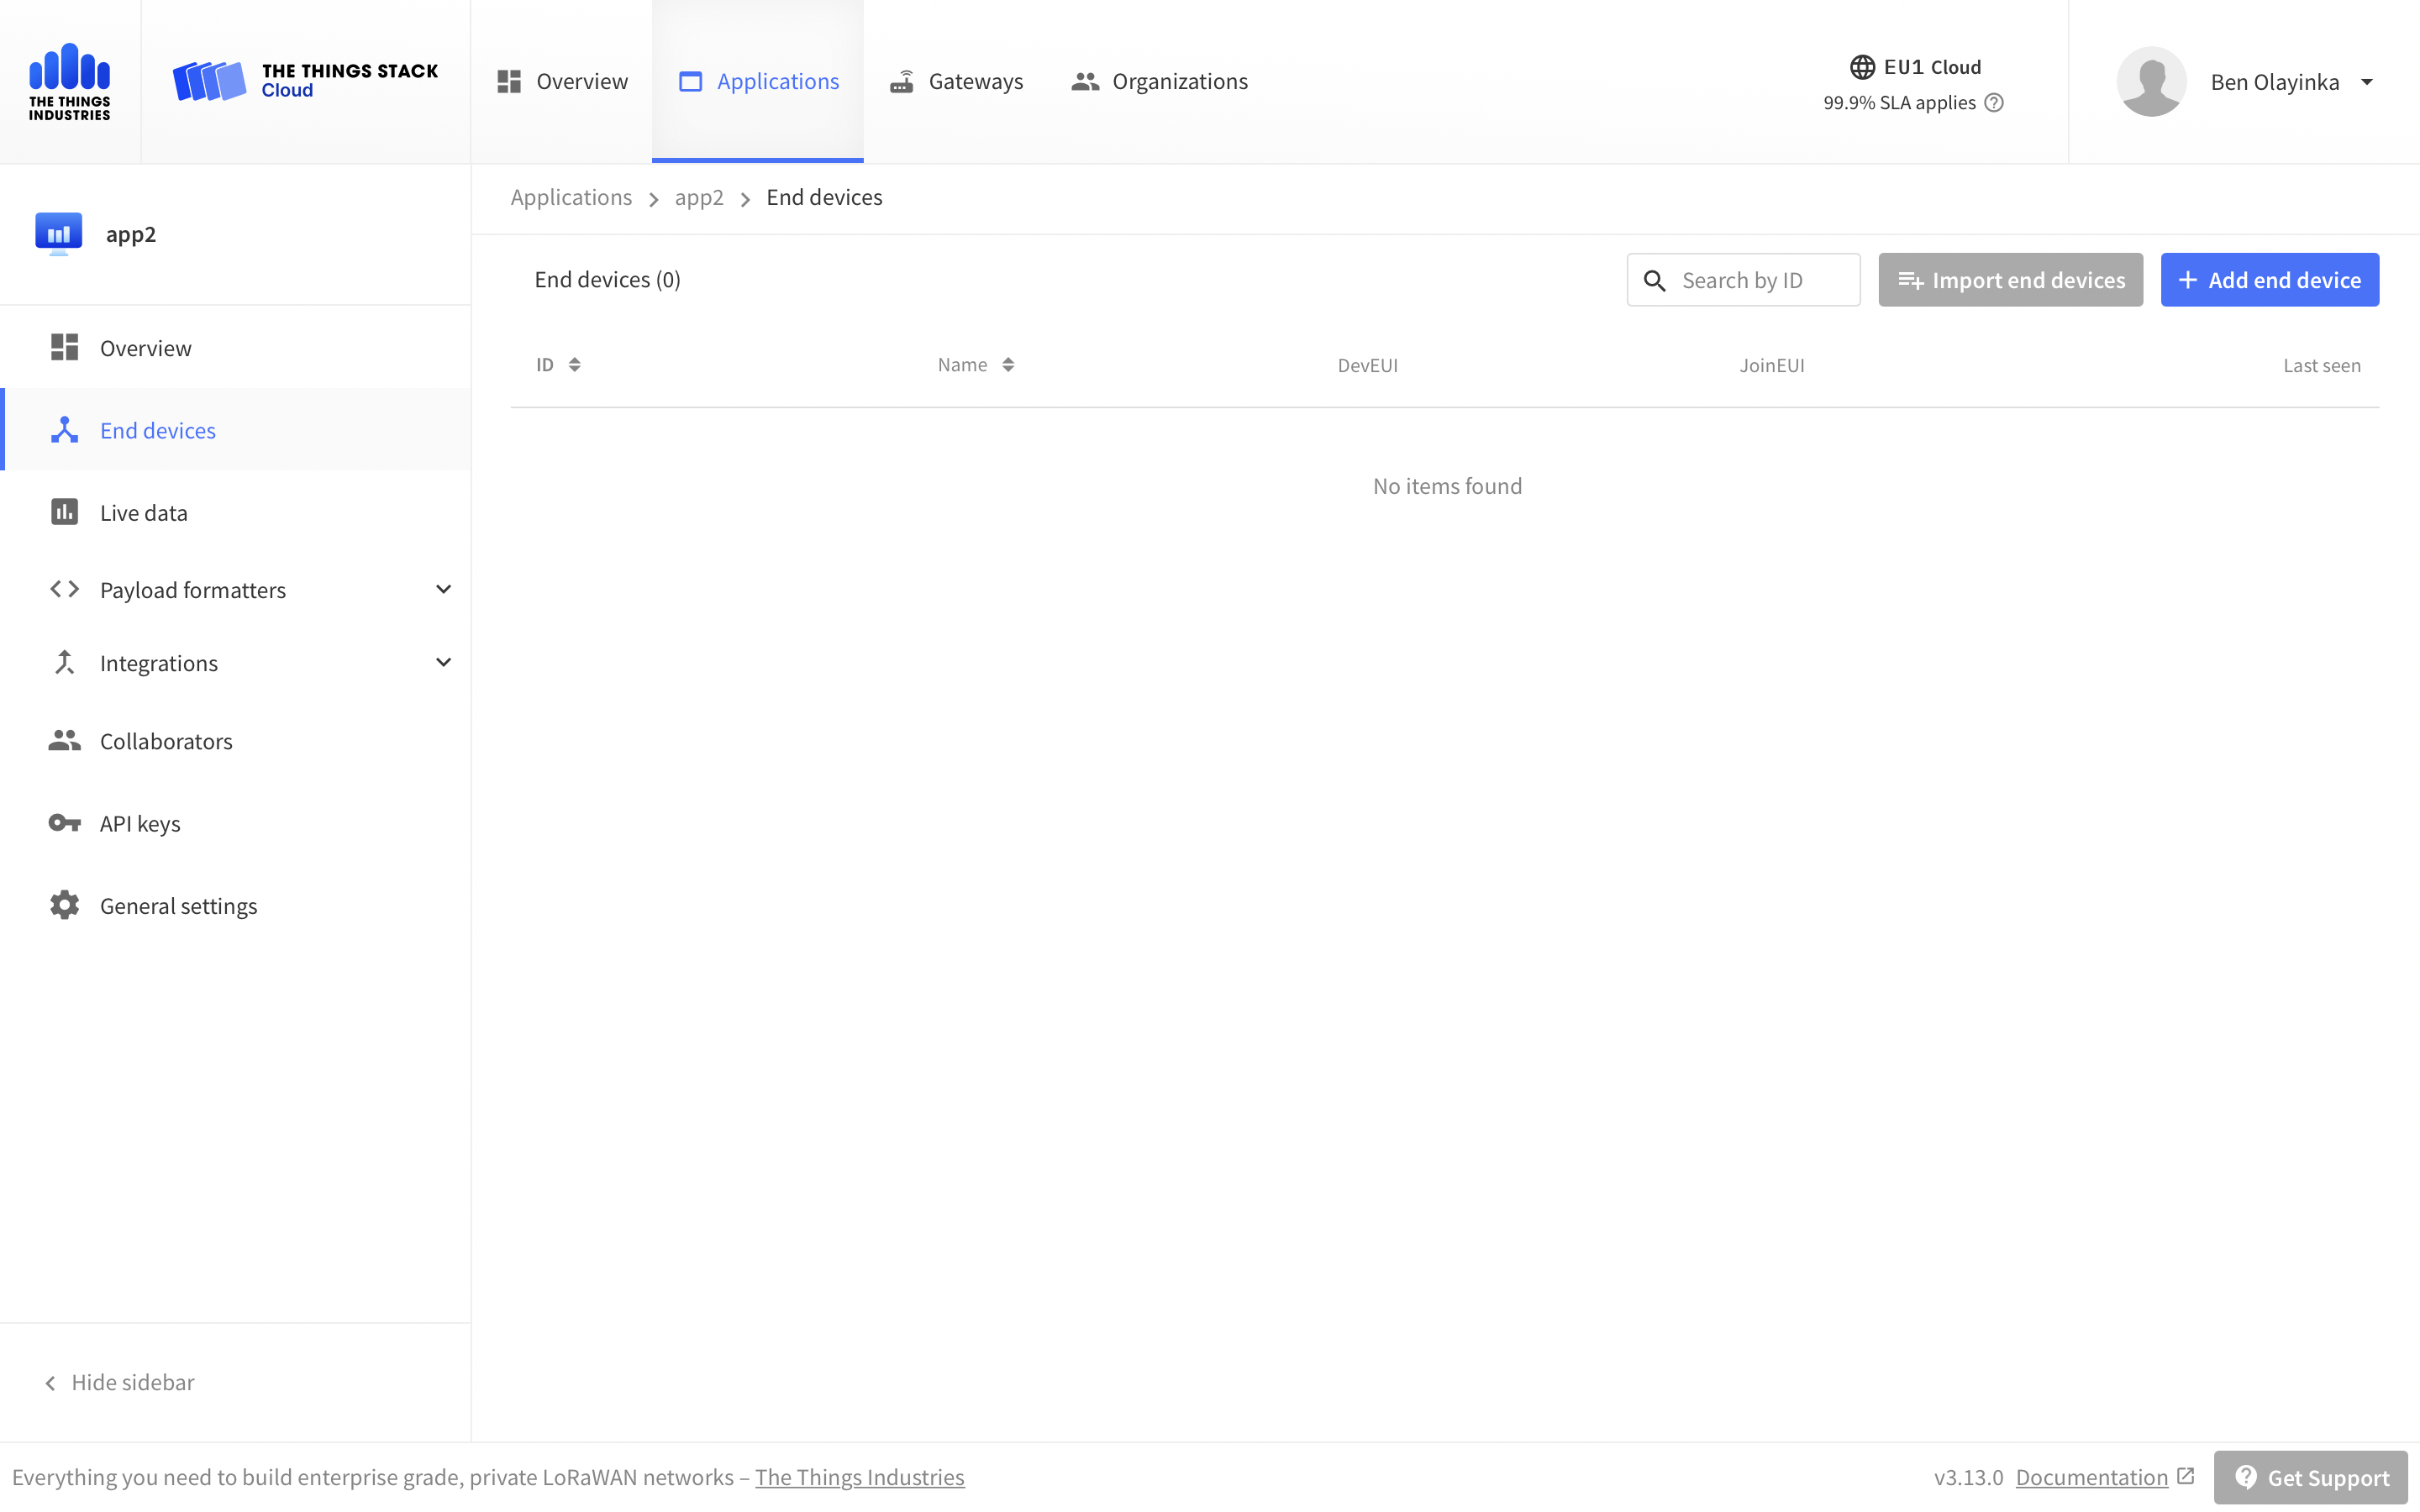 THE THINGS
INDUSTRIES
THE THINGS STACK
Cloud
Overview
Applications
Gateways
Organizations
EU1 Cloud
99.9% SLA applies
Ben Olayinka
app2
Overview
End devices
Live data
Payload formatters
Integrations
Collaborators
API keys
General settings
Hide sidebar
Applications > app2 > End devices
End devices (0)
Search by ID
Import end devices
+ Add end device
ID Name DevEUI JoinEUI Last seen
No items found
Everything you need to build enterprise grade, private LoRaWAN networks – The Things Industries
v3.13.0 Documentation
Get Support